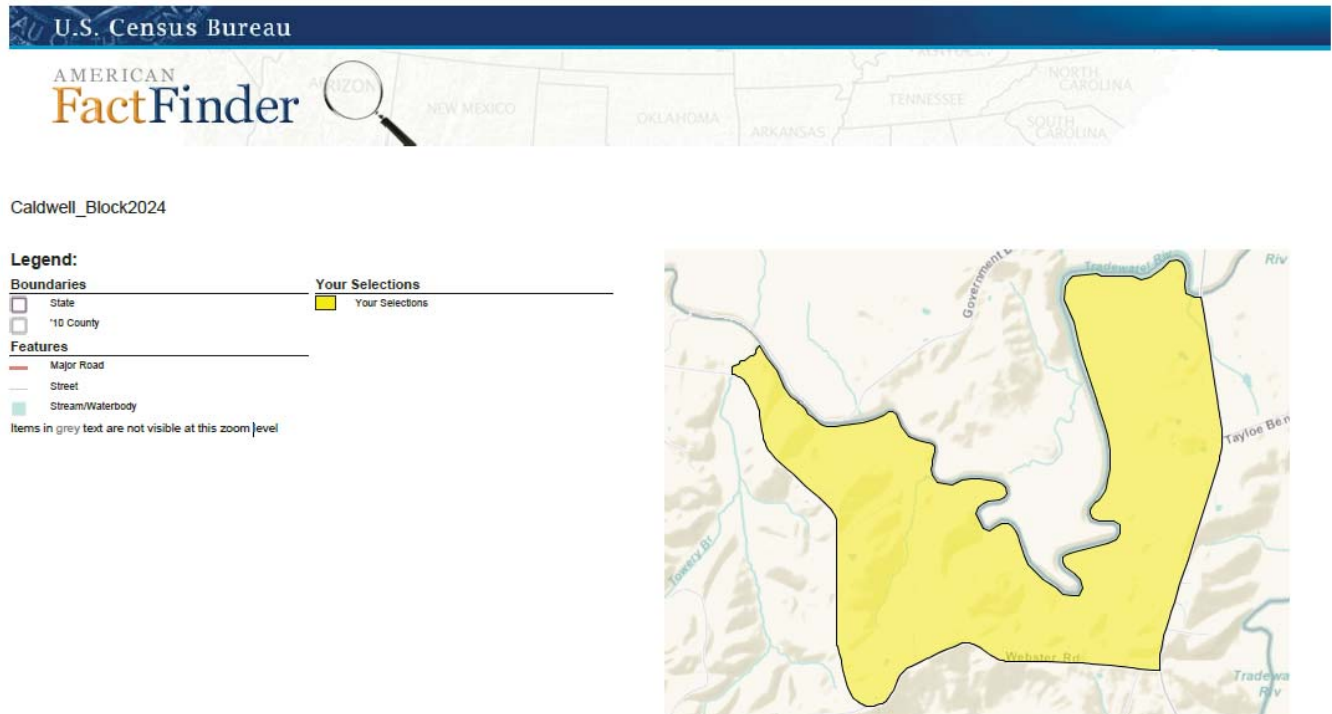 U.S. Census Bureau
AMERICAN
FactFinder
ARIZON
NEW MEXICO
OKLAHOMA
ARKANSAS
TENNESSEE
NORTH
CAROLINA
SOUTH
CAROLINA
Caldwell_Block2024
Legend:
Boundaries
State
'10 County
Features
Major Road
Street
Stream/Waterbody
Items in grey text are not visible at this zoom level
Your Selections
Your Selections
Government
Tradewater Riv
Riv
Tayloe Ben
Towery Br
Webster Rd
Tradewa
Riv